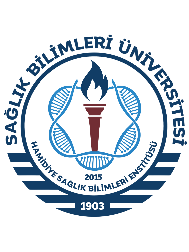 SAĞLIK BİLİMLERİ ÜNİVERSİTESİ
HAMİDİYE SAĞLIK BİLİMLERİ ENSTİTÜSÜ
2015
1903